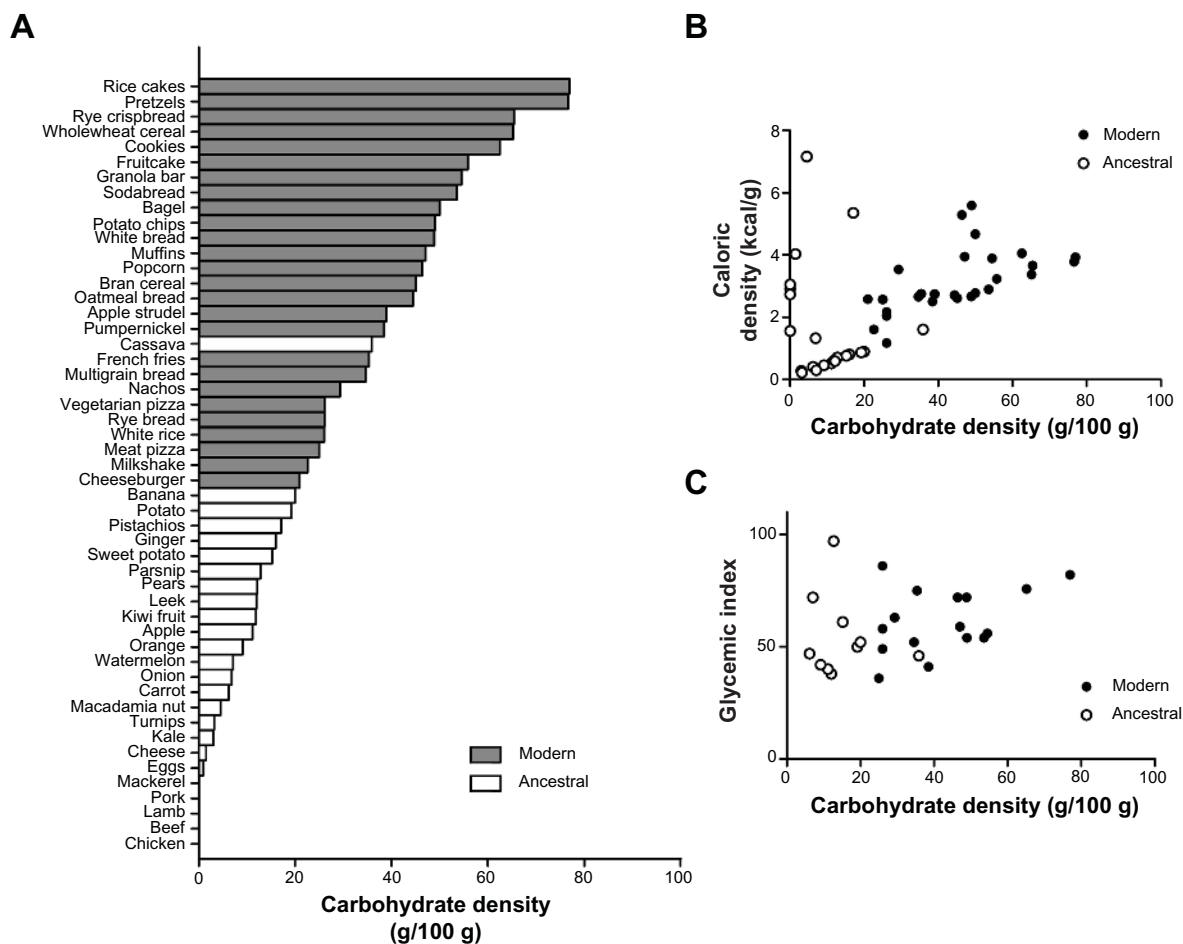 A
Rice cakes
Pretzels
Rye crispbread
Wholewheat cereal
Cookies
Fruitcake
Granola bar
Sodabread
Bagel
Potato chips
White bread
Muffins
Popcorn
Bran cereal
Oatmeal bread
Apple strudel
Pumpernickel
Cassava
French fries
Multigrain bread
Nachos
Vegetarian pizza
Rye bread
White rice
Meat pizza
Milkshake
Cheeseburger
Banana
Potato
Pistachios
Ginger
Sweet potato
Parsnip
Pears
Leek
Kiwi fruit
Apple
Orange
Watermelon
Onion
Carrot
Macadamia nut
Turnips
Kale
Cheese
Eggs
Mackerel
Pork
Lamb
Beef
Chicken
Modern
Ancestral
0 20 40 60 80 100
Carbohydrate density
(g/100 g)
B
Caloric
density (kcal/g)
8
6
4
2
0
Modern
Ancestral
0 20 40 60 80 100
Carbohydrate density (g/100 g)
C
Glycemic index
100
50
0
Modern
Ancestral
0 20 40 60 80 100
Carbohydrate density (g/100 g)